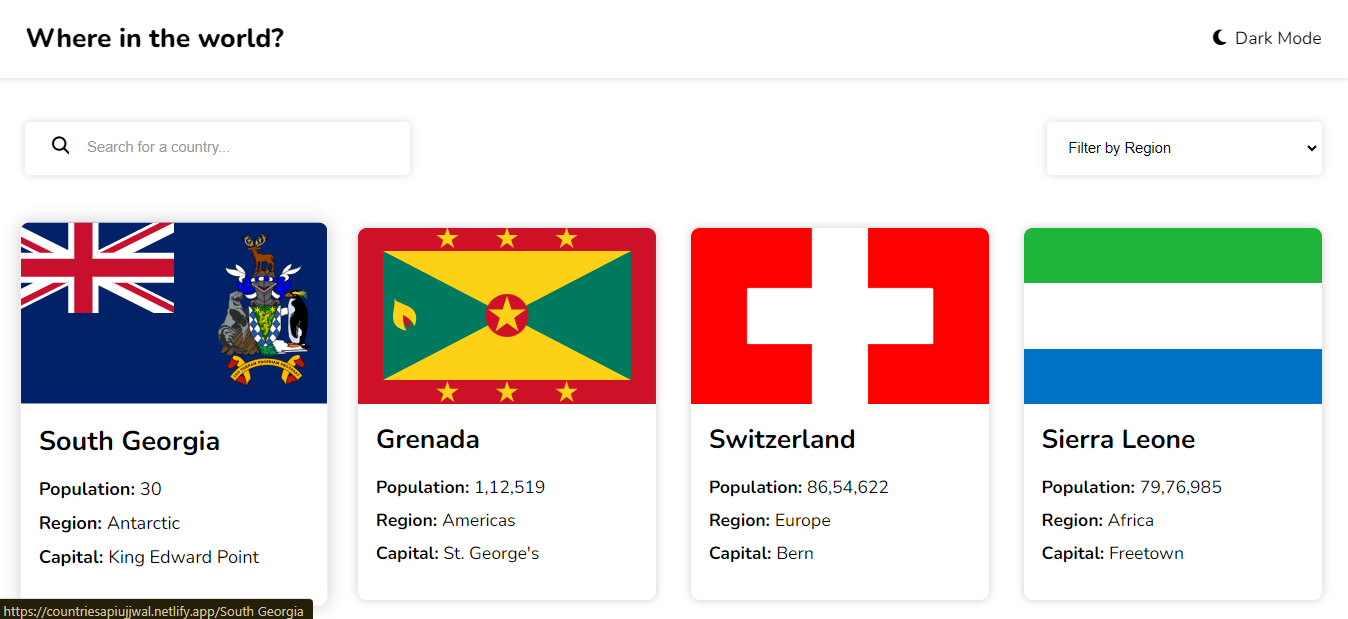 Where in the world?
Dark Mode
Search for a country...
Filter by Region
South Georgia
Population: 30
Region: Antarctic
Capital: King Edward Point
Grenada
Population: 1,12,519
Region: Americas
Capital: St. George's
Switzerland
Population: 86,54,622
Region: Europe
Capital: Bern
Sierra Leone
Population: 79,76,985
Region: Africa
Capital: Freetown
https://countriesapiujjwal.netlify.app/South Georgia